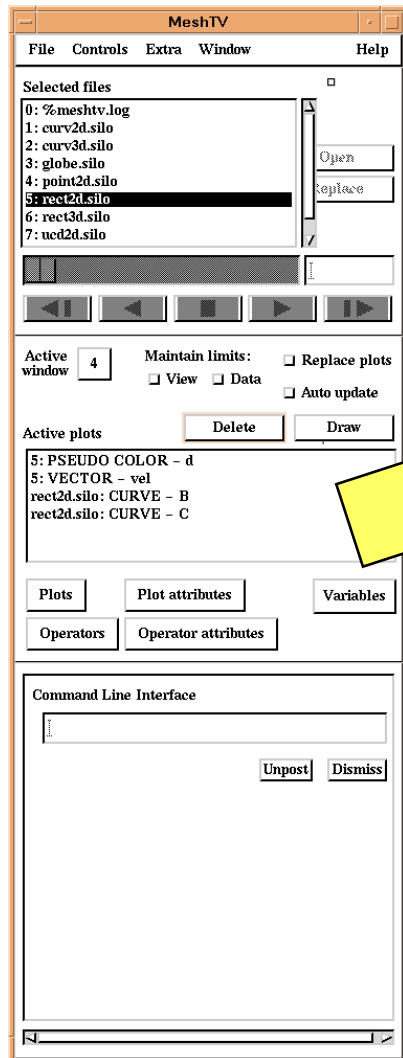 MeshTV
File Controls Extra Window Help
Selected files
0: %meshtv.log
1: curv2d.silo
2: curv3d.silo
3: globe.silo
4: point2d.silo
5: rect2d.silo
6: rect3d.silo
7: ucd2d.silo
Open
Replace
Active window 4
Maintain limits:
View Data
Replace plots
Auto update
Active plots
Delete Draw
5: PSEUDO COLOR – d
5: VECTOR – vel
rect2d.silo: CURVE – B
rect2d.silo: CURVE – C
Plots Plot attributes Variables
Operators Operator attributes
Command Line Interface
Unpost Dismiss